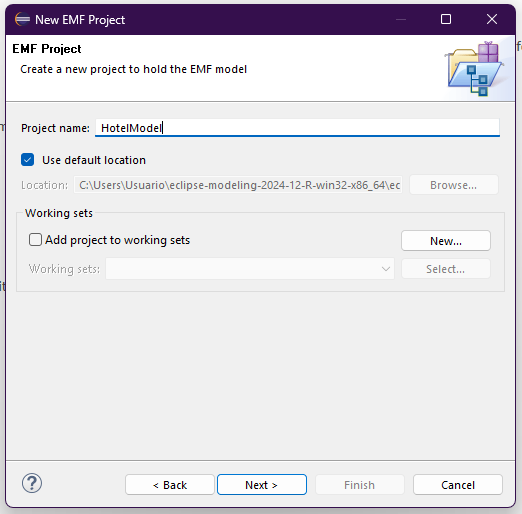 New EMF Project
EMF Project
Create a new project to hold the EMF model
Project name: HotelModel
Use default location
Location: C:\Users\Usuario\eclipse-modeling-2024-12-R-win32-x86_64\ec Browse...
Working sets
Add project to working sets New...
Working sets: Select...
? < Back Next > Finish Cancel